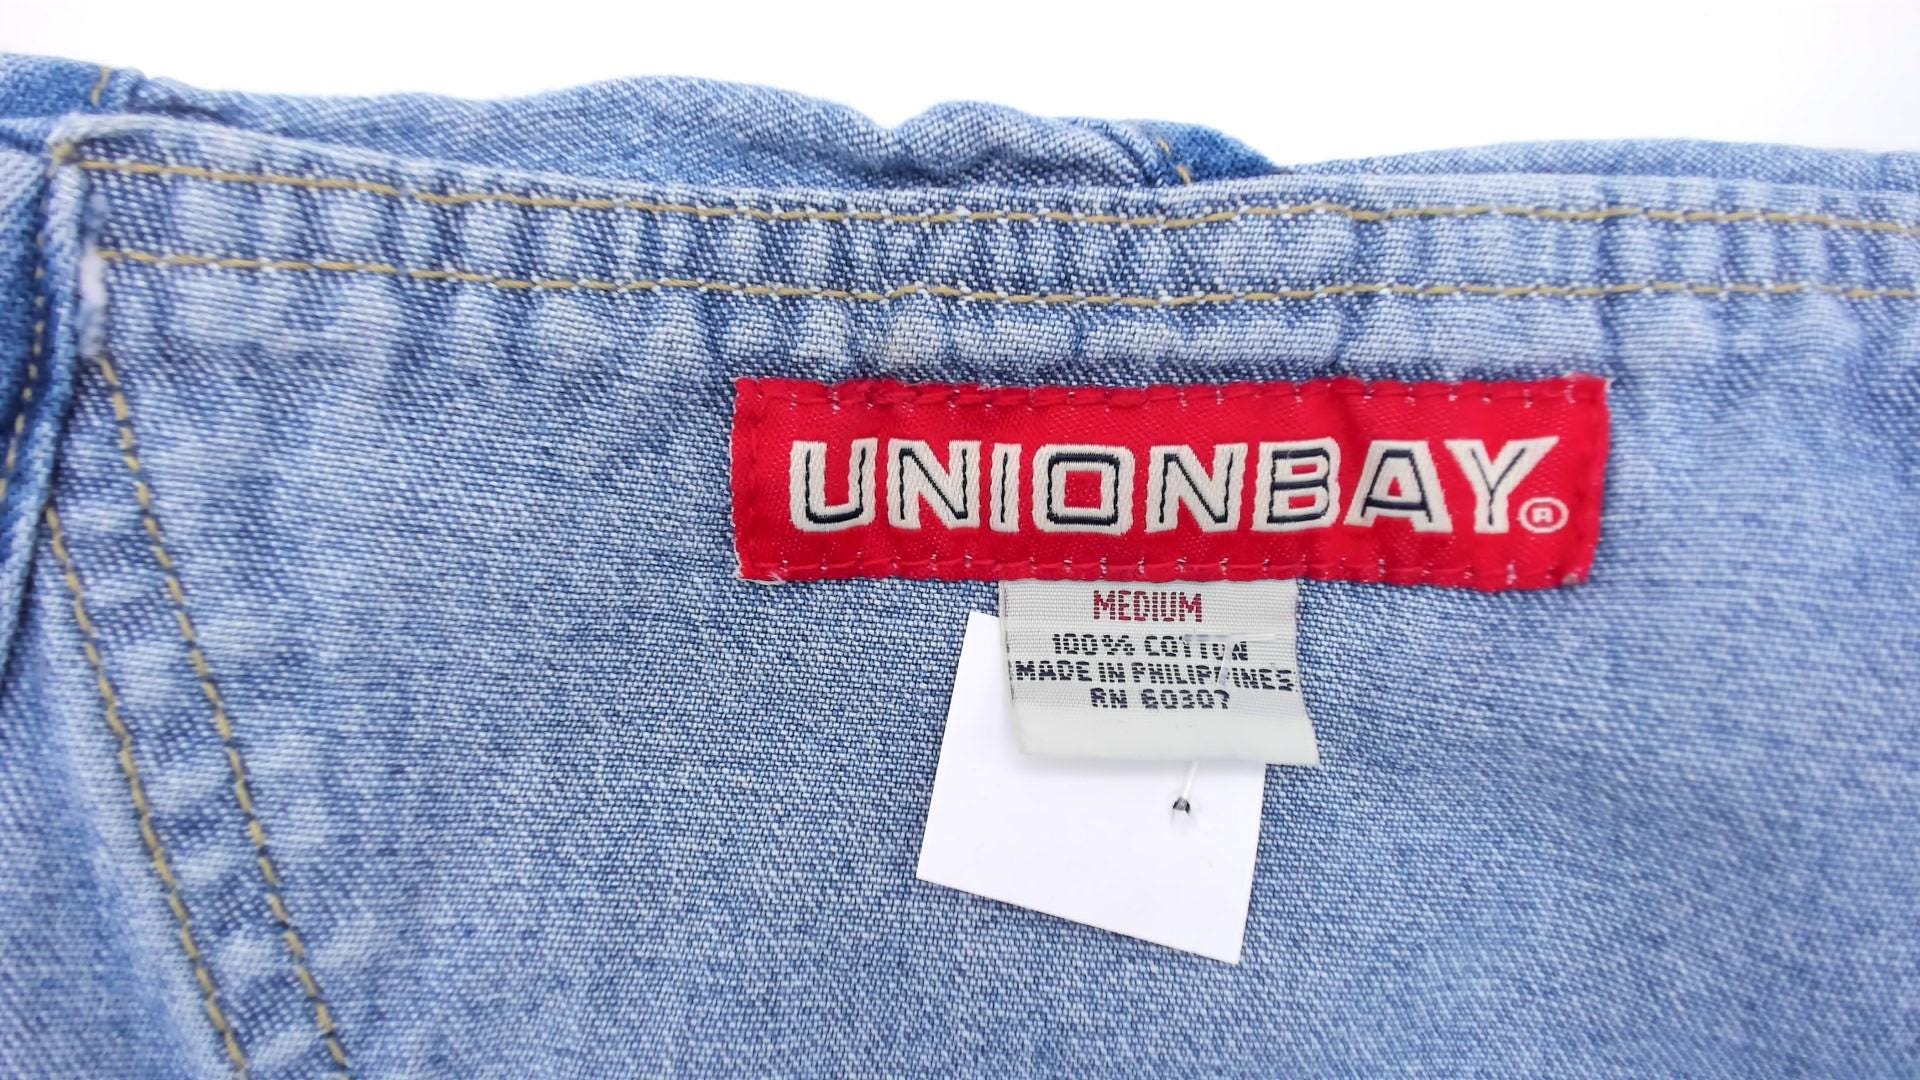 UNIONBAY®
MEDIUM
100% COTTON
MADE IN PHILIPPINES
RN 60307